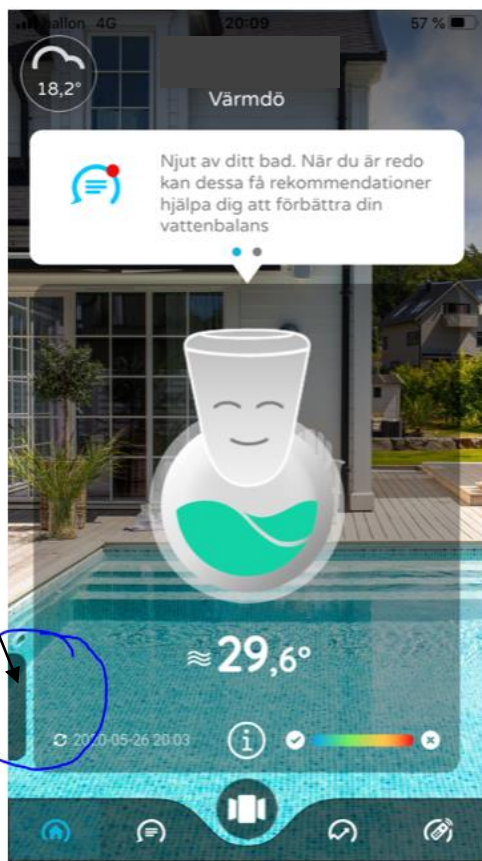 hallon 4G 20:09 57 %
18,2°
Värmdö
Njut av ditt bad. När du är redo
kan dessa få rekommendationer
hjälpa dig att förbättra din
vattenbalans
≈ 29,6°
2020-05-26 20:03
i